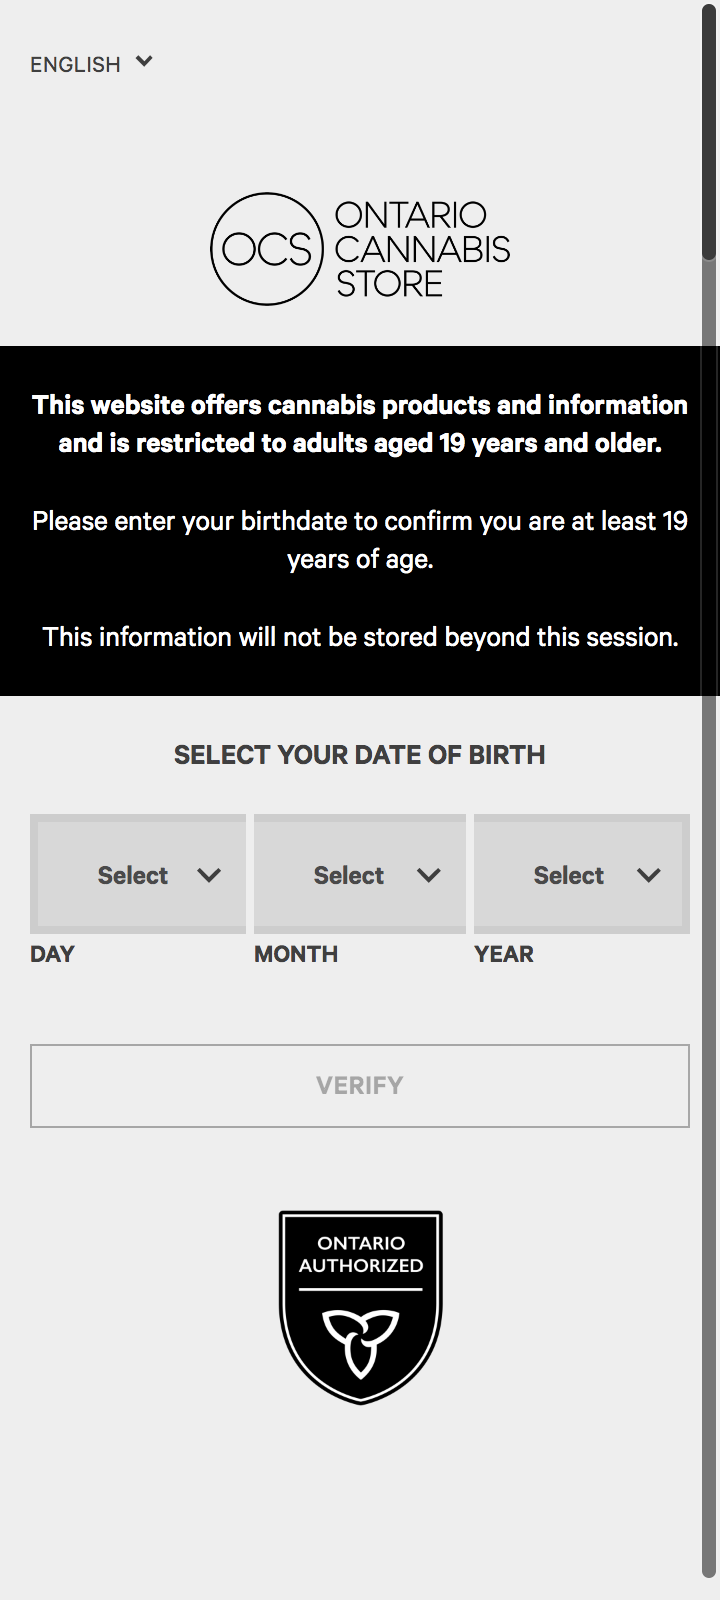 ENGLISH
OCS
ONTARIO
CANNABIS
STORE
This website offers cannabis products and information
and is restricted to adults aged 19 years and older.
Please enter your birthdate to confirm you are at least 19
years of age.
This information will not be stored beyond this session.
SELECT YOUR DATE OF BIRTH
Select Select Select
DAY MONTH YEAR
VERIFY
ONTARIO
AUTHORIZED